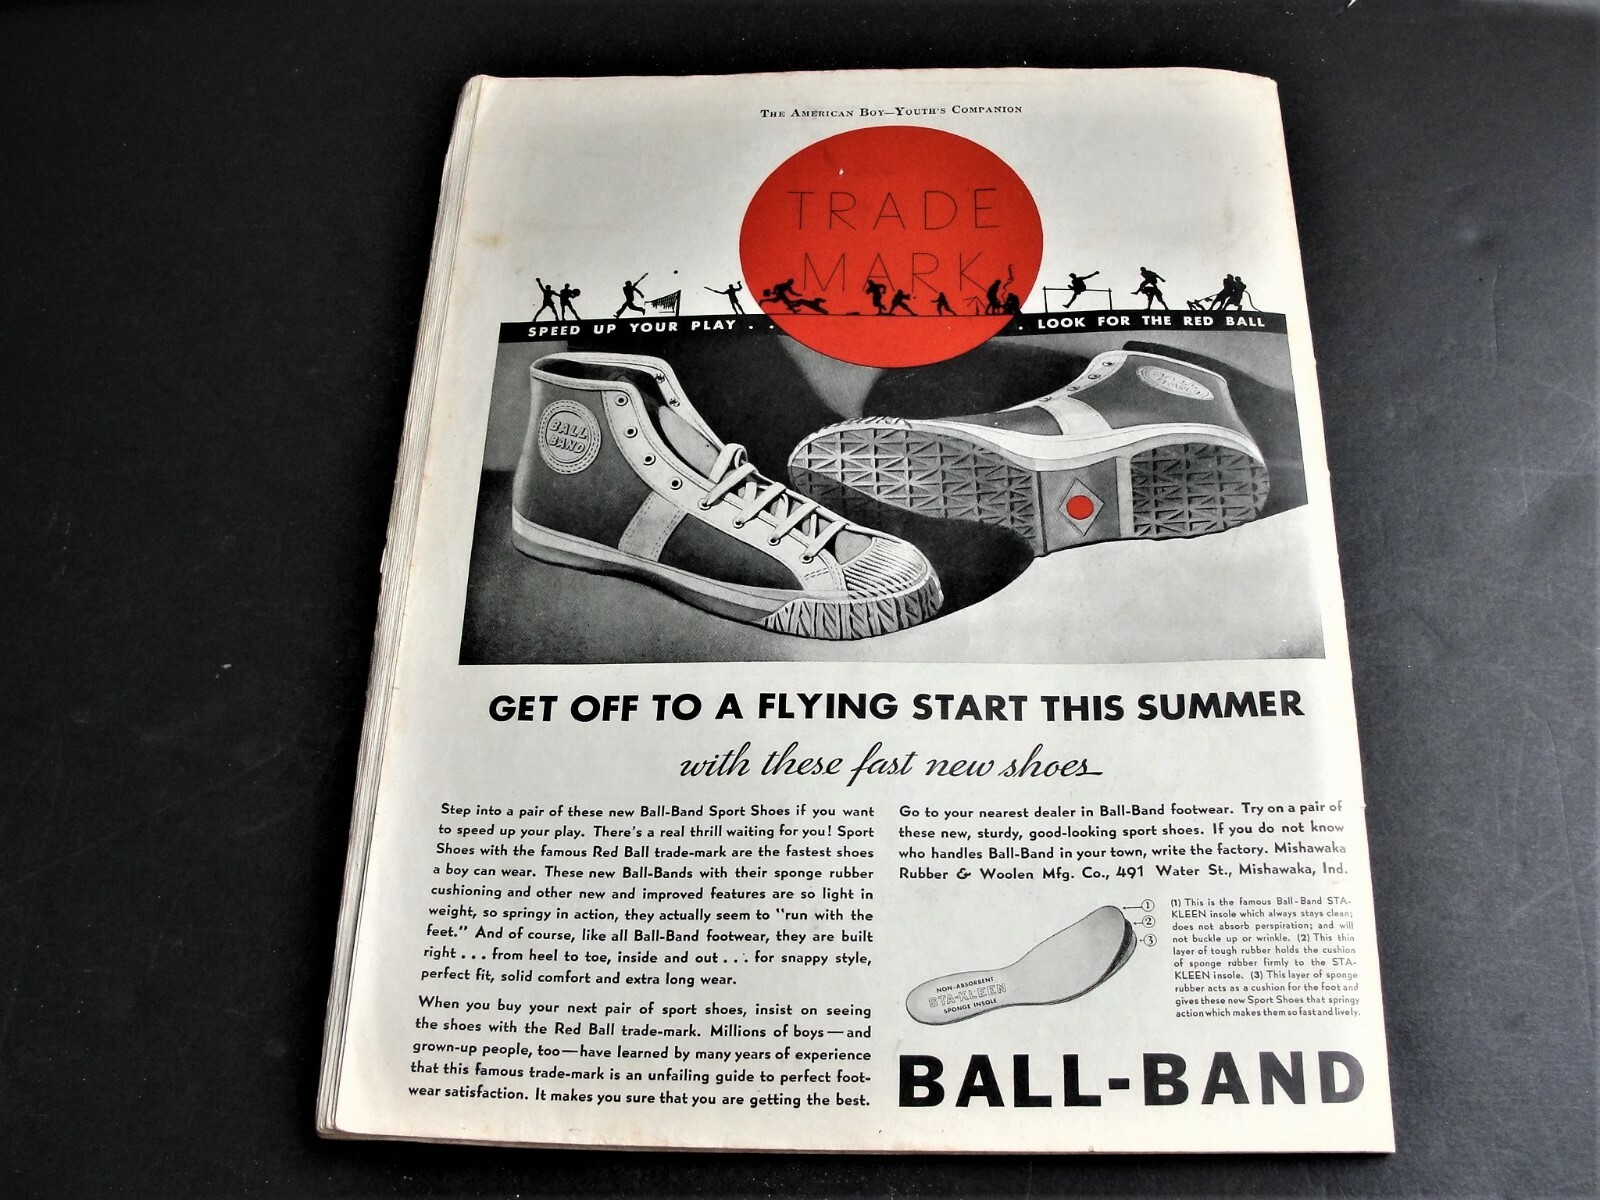 THE AMERICAN BOY—YOUTH'S COMPANION
TRADE
MARK
SPEED UP YOUR PLAY . .
. LOOK FOR THE RED BALL
BALL
BAND
GET OFF TO A FLYING START THIS SUMMER
with these fast new shoes
Step into a pair of these new Ball-Band Sport Shoes if you want
to speed up your play. There's a real thrill waiting for you! Sport
Shoes with the famous Red Ball trade-mark are the fastest shoes
a boy can wear. These new Ball-Bands with their sponge rubber
cushioning and other new and improved features are so light in
weight, so springy in action, they actually seem to "run with the
feet." And of course, like all Ball-Band footwear, they are built
right . . . from heel to toe, inside and out . . . for snappy style,
perfect fit, solid comfort and extra long wear.
When you buy your next pair of sport shoes, insist on seeing
the shoes with the Red Ball trade-mark. Millions of boys—and
grown-up people, too—have learned by many years of experience
that this famous trade-mark is an unfailing guide to perfect foot-
wear satisfaction. It makes you sure that you are getting the best.
Go to your nearest dealer in Ball-Band footwear. Try on a pair of
these new, sturdy, good-looking sport shoes. If you do not know
who handles Ball-Band in your town, write the factory. Mishawaka
Rubber & Woolen Mfg. Co., 491 Water St., Mishawaka, Ind.
1
2
3
NON-ABSORBENT
STA-KLEEN
SPONGE INSOLE
(1) This is the famous Ball-Band STA-
KLEEN insole which always stays clean;
does not absorb perspiration; and will
not buckle up or wrinkle. (2) This thin
layer of tough rubber holds the cushion
of sponge rubber firmly to the STA-
KLEEN insole. (3) This layer of sponge
rubber acts as a cushion for the foot and
gives these new Sport Shoes that springy
action which makes them so fast and lively.
BALL-BAND